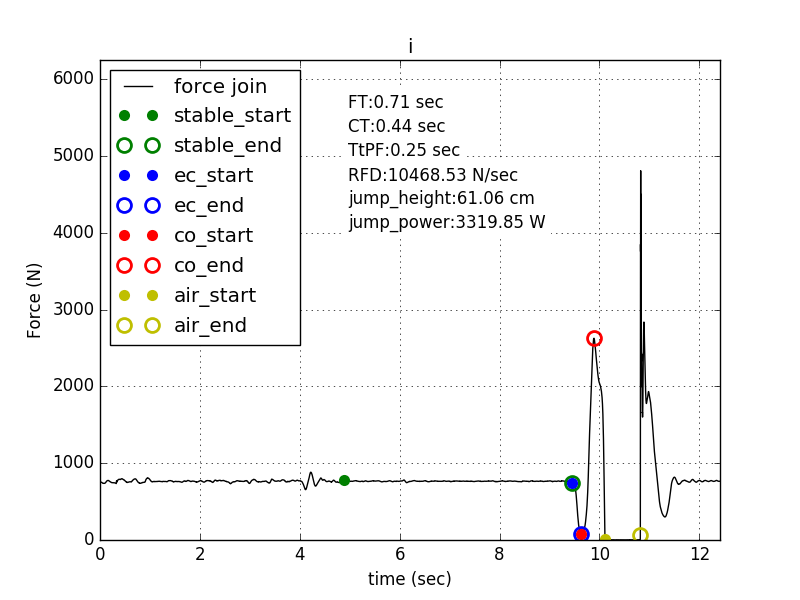 i
6000
5000
4000
3000
2000
1000
0
Force (N)
force join
stable_start
stable_end
ec_start
ec_end
co_start
co_end
air_start
air_end
FT:0.71 sec
CT:0.44 sec
TtPF:0.25 sec
RFD:10468.53 N/sec
jump_height:61.06 cm
jump_power:3319.85 W
0 2 4 6 8 10 12
time (sec)